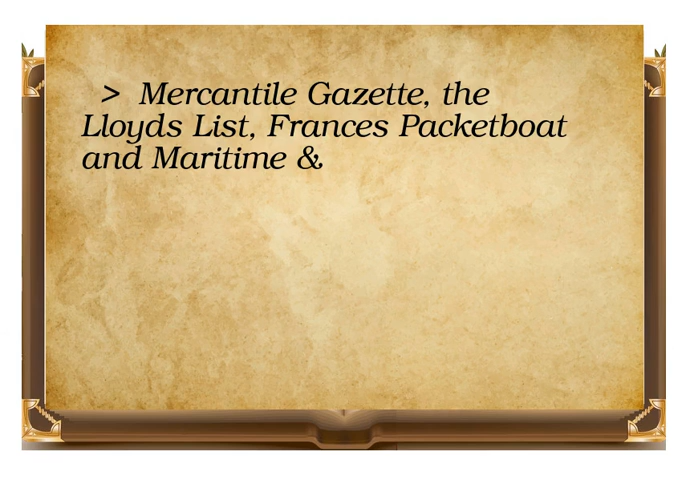 > Mercantile Gazette, the
Lloyds List, Frances Packetboat
and Maritime &